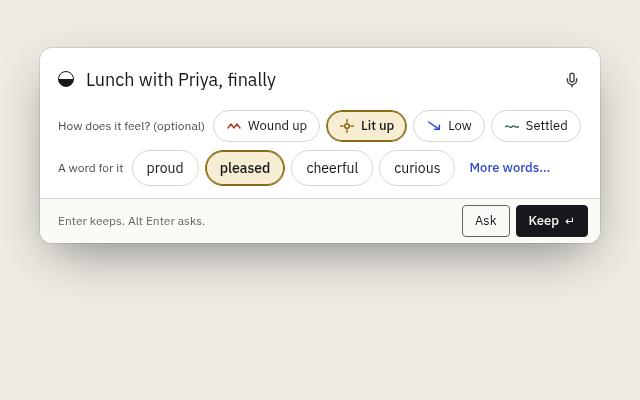 Lunch with Priya, finally
How does it feel? (optional) Wound up Lit up Low Settled
A word for it proud pleased cheerful curious More words...
Enter keeps. Alt Enter asks. Ask Keep ↵